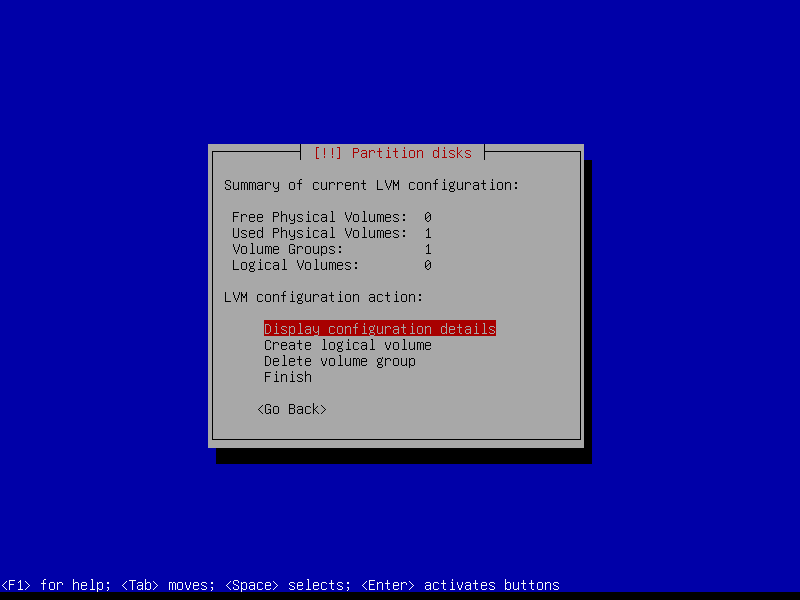 [!!] Partition disks
Summary of current LVM configuration:
Free Physical Volumes: 0
Used Physical Volumes: 1
Volume Groups: 1
Logical Volumes: 0
LVM configuration action:
Display configuration details
Create logical volume
Delete volume group
Finish
<Go Back>
<F1> for help; <Tab> moves; <Space> selects; <Enter> activates buttons